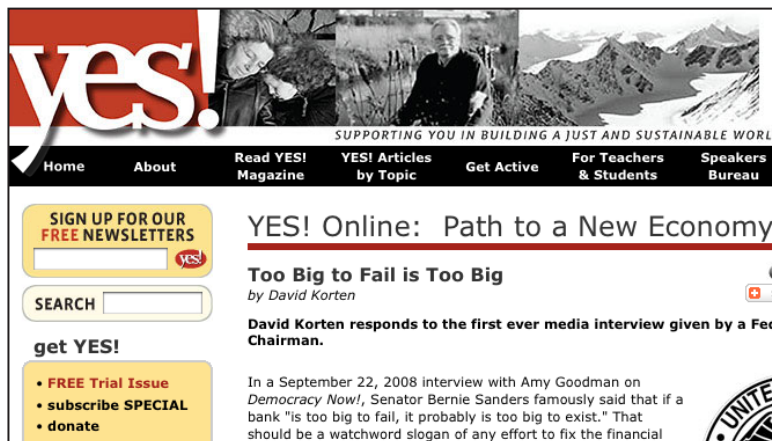 yes!
SUPPORTING YOU IN BUILDING A JUST AND SUSTAINABLE WORL
Home
About
Read YES!
Magazine
YES! Articles
by Topic
Get Active
For Teachers
& Students
Speakers
Bureau
SIGN UP FOR OUR
FREE NEWSLETTERS
yes!
SEARCH
get YES!
• FREE Trial Issue
• subscribe SPECIAL
• donate
YES! Online: Path to a New Economy
Too Big to Fail is Too Big
by David Korten
David Korten responds to the first ever media interview given by a Fed
Chairman.
In a September 22, 2008 interview with Amy Goodman on
Democracy Now!, Senator Bernie Sanders famously said that if a
bank "is too big to fail, it probably is too big to exist." That
should be a watchword slogan of any effort to fix the financial
UNITE